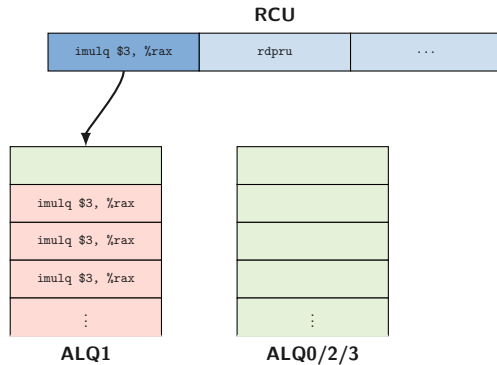 RCU
imulq $3, %rax
rdpru
···
imulq $3, %rax
imulq $3, %rax
imulq $3, %rax
⋮
ALQ1
⋮
ALQ0/2/3